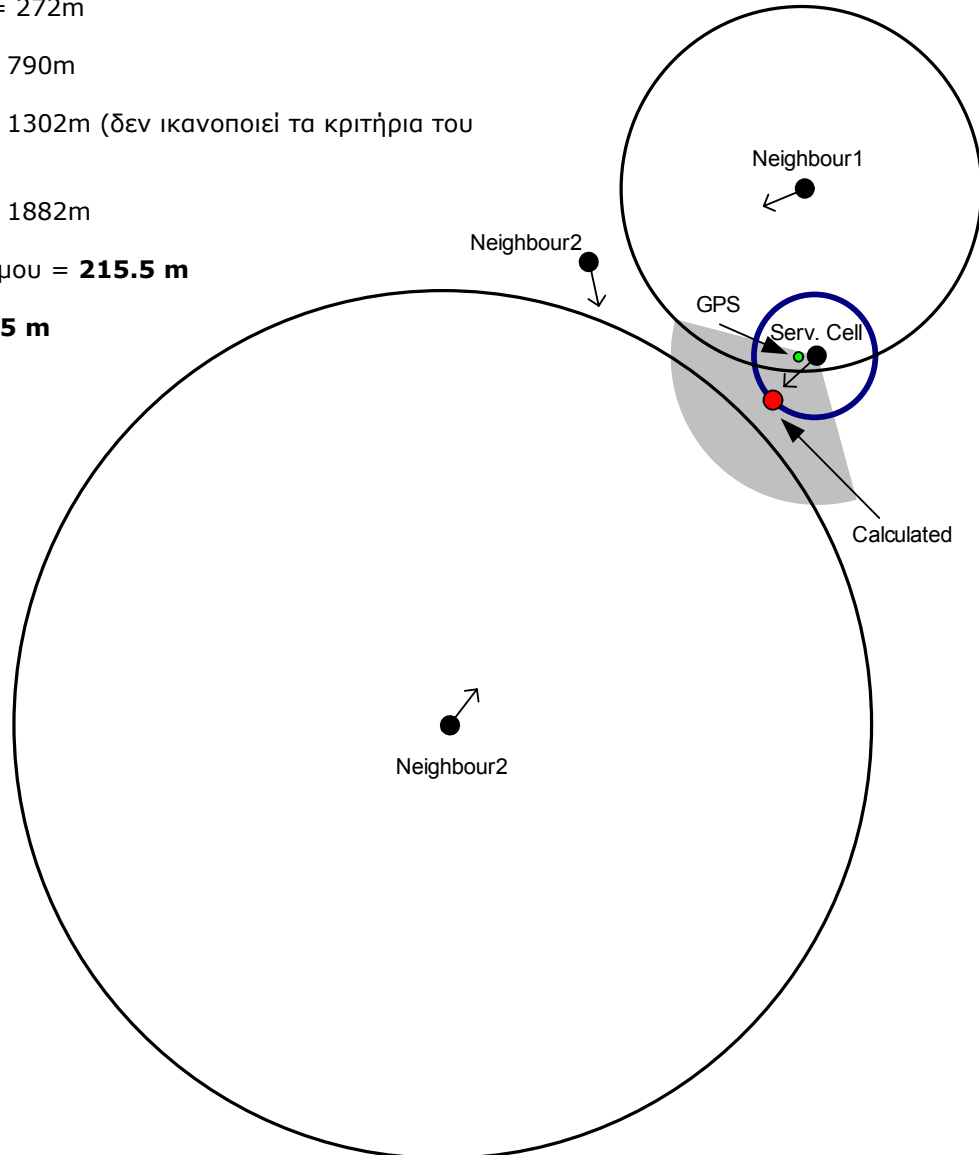 = 272m
790m
1302m (δεν ικανοποιεί τα κριτήρια του
1882m
μου = 215.5 m
5 m
Neighbour1
Neighbour2
GPS
Serv. Cell
Calculated
Neighbour2